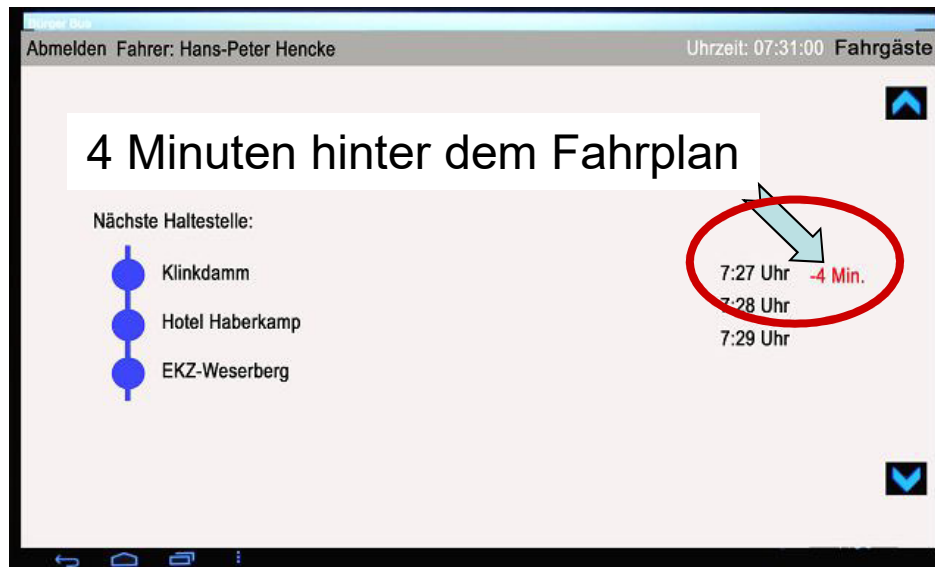 Bürger Bus
Abmelden Fahrer: Hans-Peter Hencke Uhrzeit: 07:31:00 Fahrgäste
4 Minuten hinter dem Fahrplan
Nächste Haltestelle:
Klinkdamm 7:27 Uhr -4 Min.
Hotel Haberkamp 7:28 Uhr
EKZ-Weserberg 7:29 Uhr